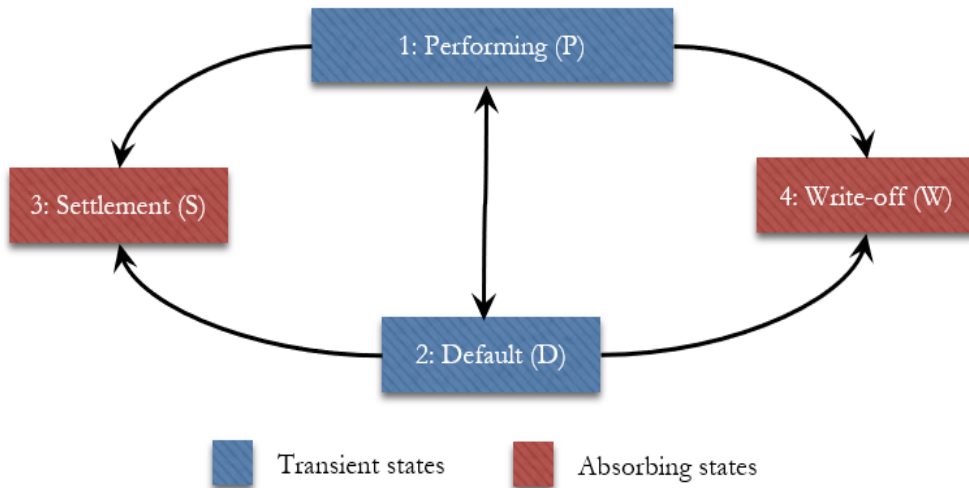 1: Performing (P)
3: Settlement (S)
4: Write-off (W)
2: Default (D)
Transient states
Absorbing states